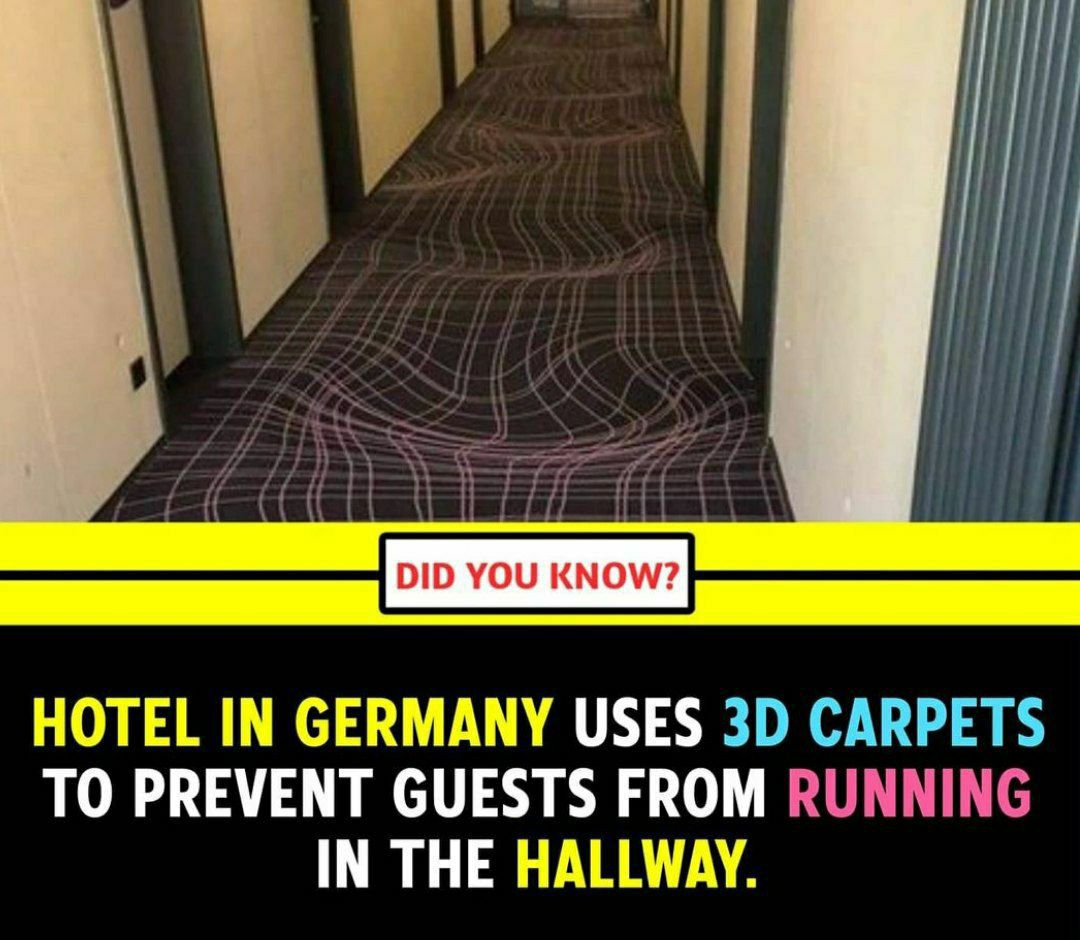 DID YOU KNOW?
HOTEL IN GERMANY USES 3D CARPETS
TO PREVENT GUESTS FROM RUNNING
IN THE HALLWAY.